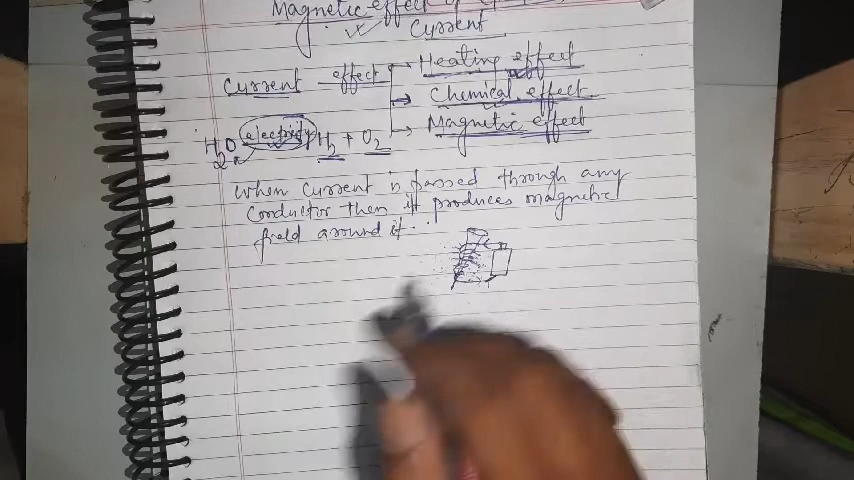 Magnetic effect of
Current
Current effect → Heating effect
→ Chemical effect
→ Magnetic effect
H2O electricity H2 + O2
When current is passed through any
Conductor then it produces magnetic
field around it...